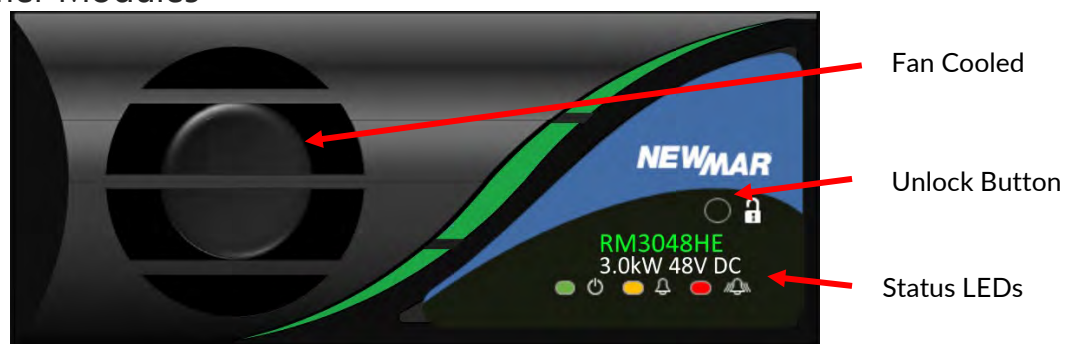 Modules
Fan Cooled
NEWMAR
Unlock Button
RM3048HE
3.0kW 48V DC
Status LEDs